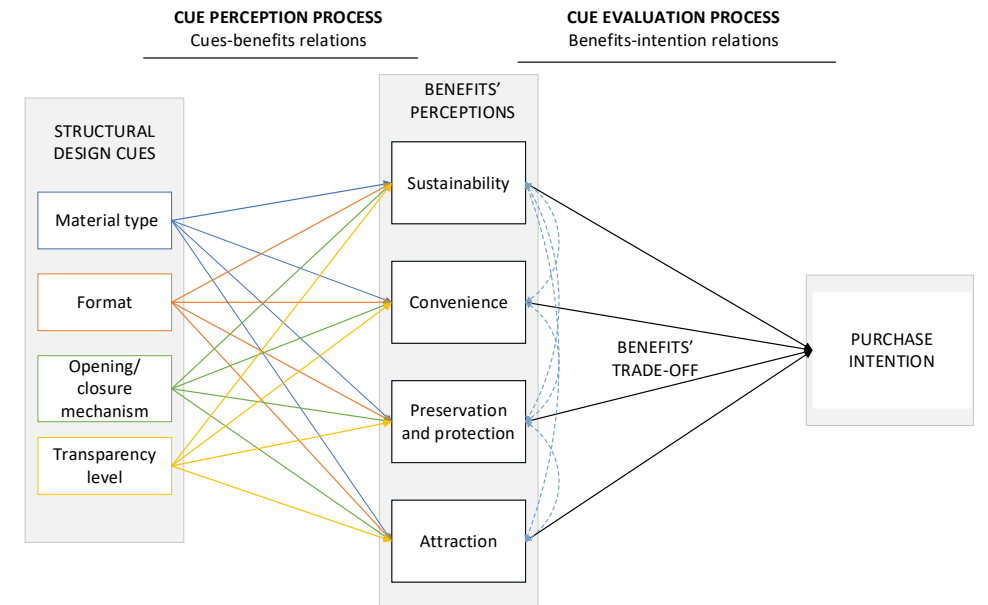 CUE PERCEPTION PROCESS
Cues-benefits relations
CUE EVALUATION PROCESS
Benefits-intention relations
STRUCTURAL
DESIGN CUES
Material type
Format
Opening/
closure
mechanism
Transparency
level
BENEFITS’
PERCEPTIONS
Sustainability
Convenience
Preservation
and protection
Attraction
BENEFITS’
TRADE-OFF
PURCHASE
INTENTION